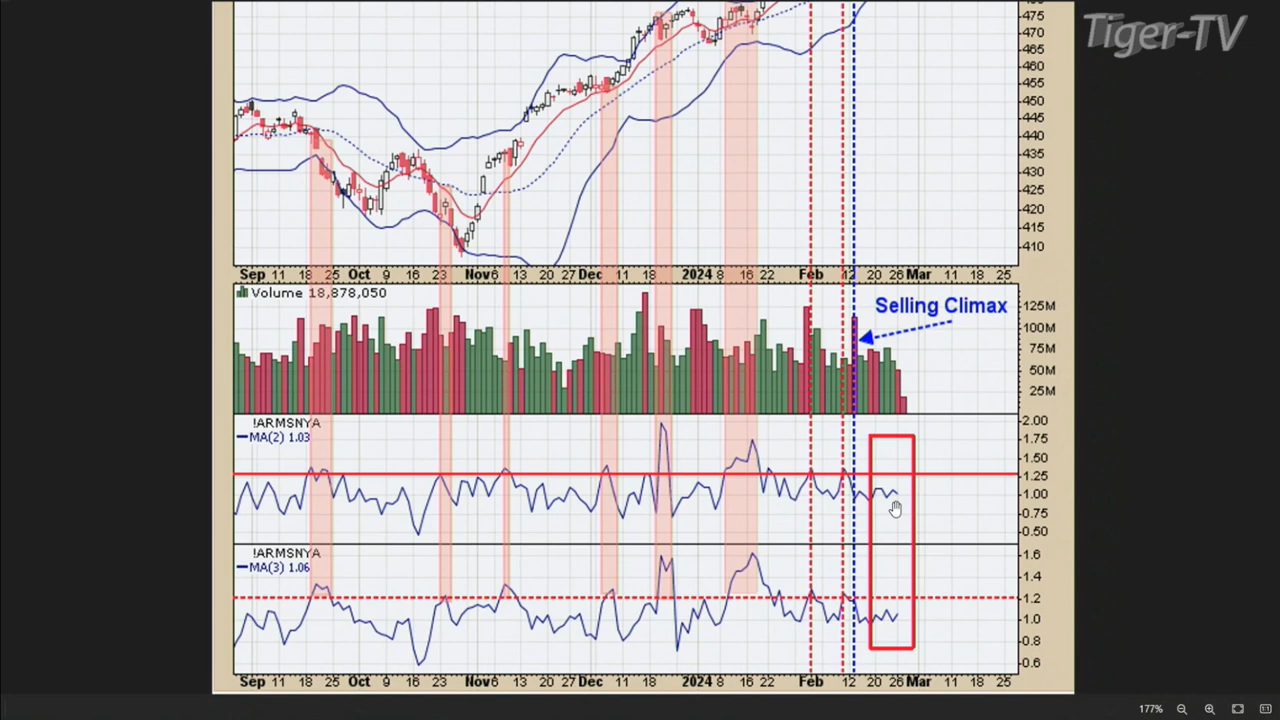 Tiger-TV
475
470
465
460
455
450
445
440
435
430
425
420
415
410
Sep 11 18 25 Oct 9 16 23 Nov 6 13 20 27 Dec 11 18 2024 8 16 22 Feb 12 20 26 Mar 11 18 25
Volume 18,878,050
Selling Climax
125M
100M
75M
50M
25M
!ARMSNYA
MA(2) 1.03
2.00
1.75
1.50
1.25
1.00
0.75
0.50
!ARMSNYA
MA(3) 1.06
1.6
1.4
1.2
1.0
0.8
0.6
Sep 11 18 25 Oct 9 16 23 Nov 6 13 20 27 Dec 11 18 2024 8 16 22 Feb 12 20 26 Mar 11 18 25
177%